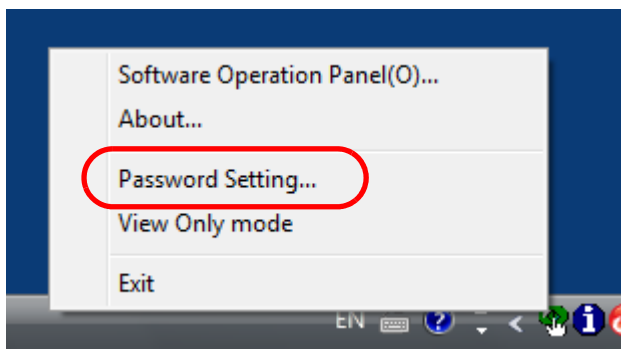 Software Operation Panel(O)...
About...
Password Setting...
View Only mode
Exit
EN